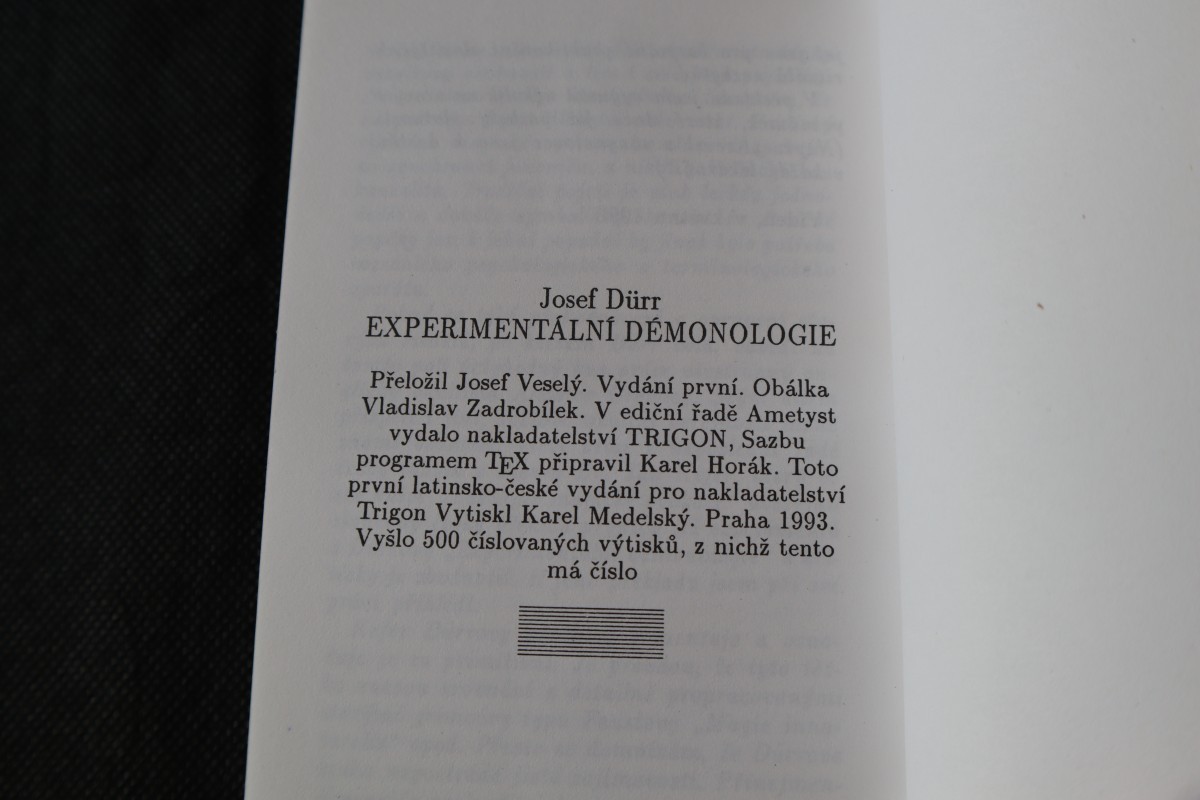 Josef Dürr
EXPERIMENTÁLNÍ DÉMONOLOGIE
Přeložil Josef Veselý. Vydání první. Obálka
Vladislav Zadrobílek. V ediční řadě Ametyst
vydalo nakladatelství TRIGON, Sazbu
programem TEX připravil Karel Horák. Toto
první latinsko-české vydání pro nakladatelství
Trigon Vytiskl Karel Medelský. Praha 1993.
Vyšlo 500 číslovaných výtisků, z nichž tento
má číslo